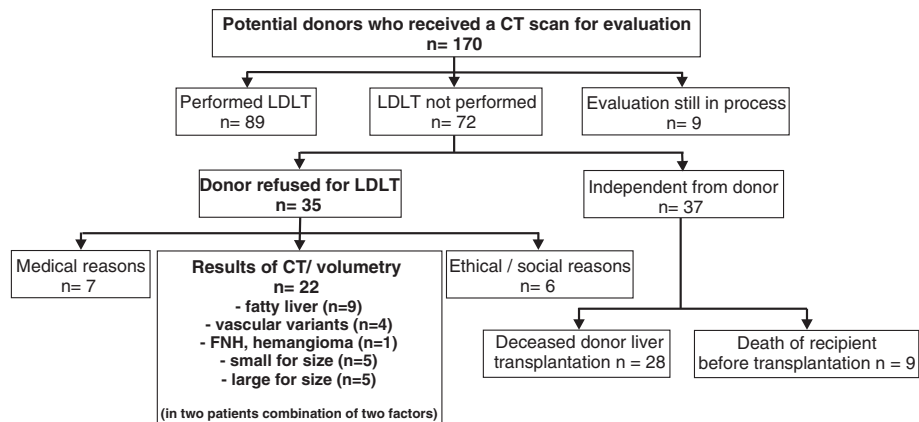 Potential donors who received a CT scan for evaluation
n= 170
Performed LDLT
n= 89
LDLT not performed
n= 72
Evaluation still in process
n= 9
Donor refused for LDLT
n= 35
Independent from donor
n= 37
Medical reasons
n= 7
Results of CT/ volumetry
n= 22
- fatty liver (n=9)
- vascular variants (n=4)
- FNH, hemangioma (n=1)
- small for size (n=5)
- large for size (n=5)
(in two patients combination of two factors)
Ethical / social reasons
n= 6
Deceased donor liver
transplantation n = 28
Death of recipient
before transplantation n = 9